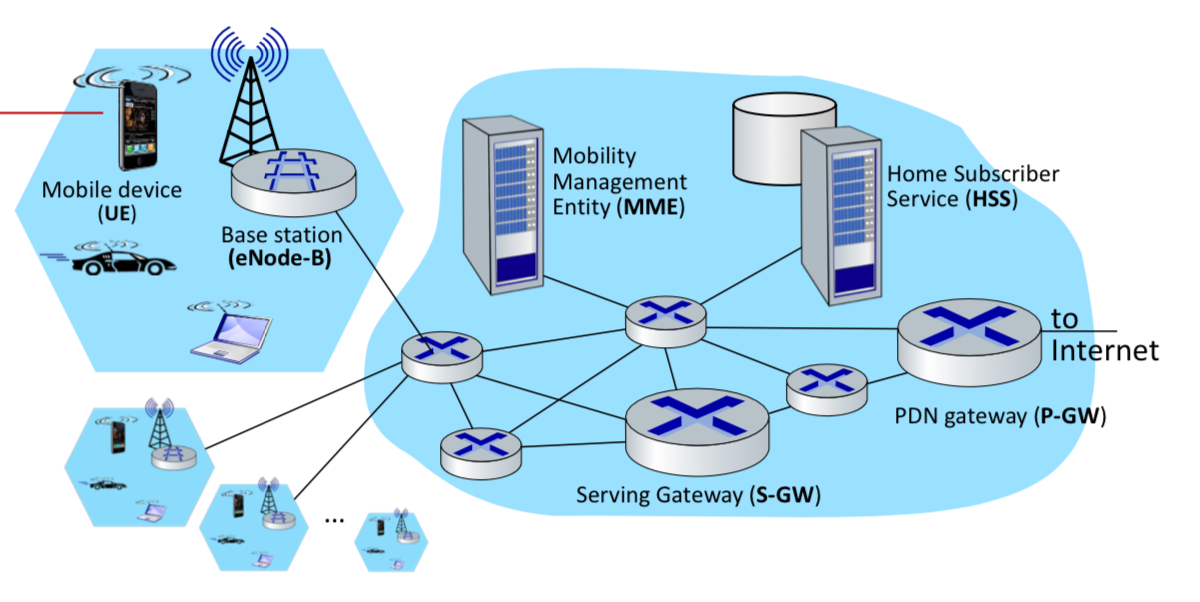 Mobile device
(UE)
Base station
(eNode-B)
Mobility
Management
Entity (MME)
Home Subscriber
Service (HSS)
to
Internet
PDN gateway (P-GW)
Serving Gateway (S-GW)
...